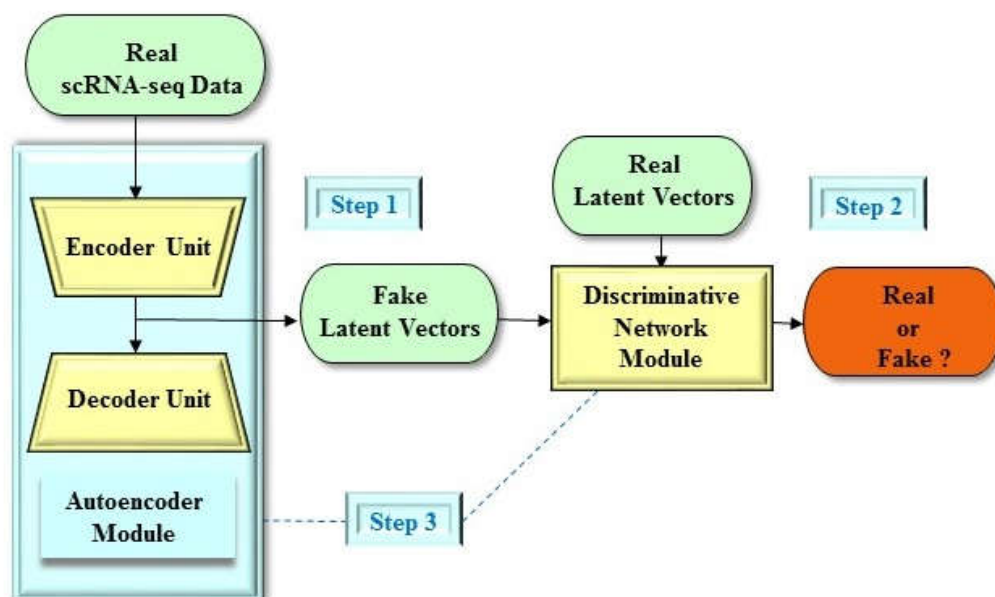 Real
scRNA-seq Data
Step 1
Real
Latent Vectors
Step 2
Encoder Unit
Fake
Latent Vectors
Discriminative
Network
Module
Real
or
Fake ?
Decoder Unit
Autoencoder
Module
Step 3